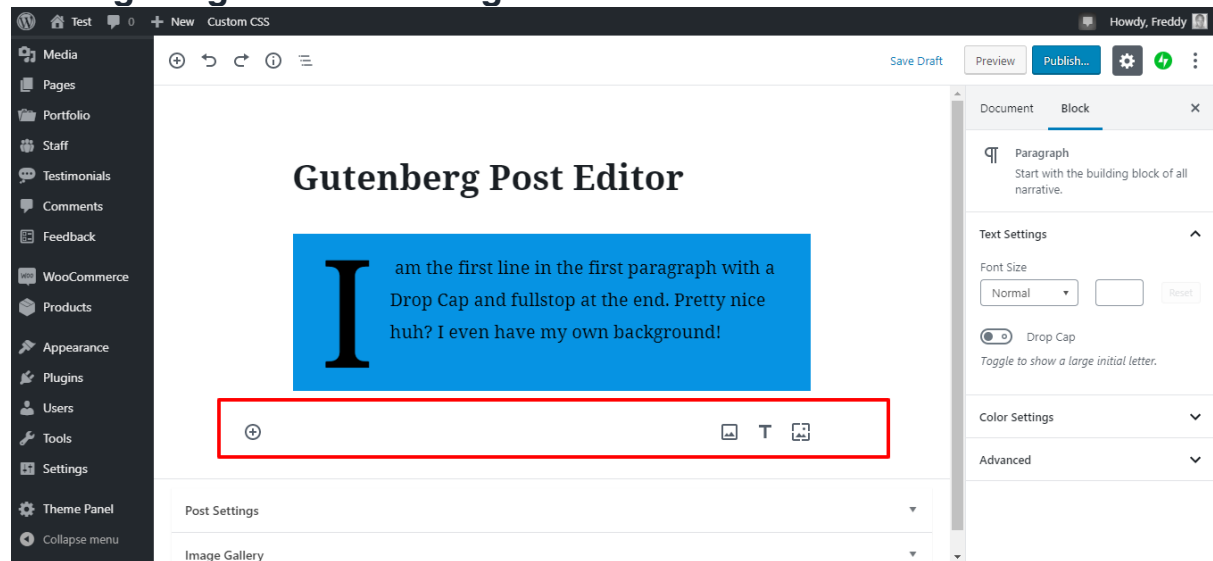 Test 0 New Custom CSS Howdy, Freddy
Media
Pages
Portfolio
Staff
Testimonials
Comments
Feedback
WooCommerce
Products
Appearance
Plugins
Users
Tools
Settings
Theme Panel
Collapse menu
Save Draft Preview Publish...
Gutenberg Post Editor
I am the first line in the first paragraph with a
Drop Cap and fullstop at the end. Pretty nice
huh? I even have my own background!
Post Settings
Image Gallery
Document Block
Paragraph
Start with the building block of all
narrative.
Text Settings
Font Size
Normal Reset
Drop Cap
Toggle to show a large initial letter.
Color Settings
Advanced